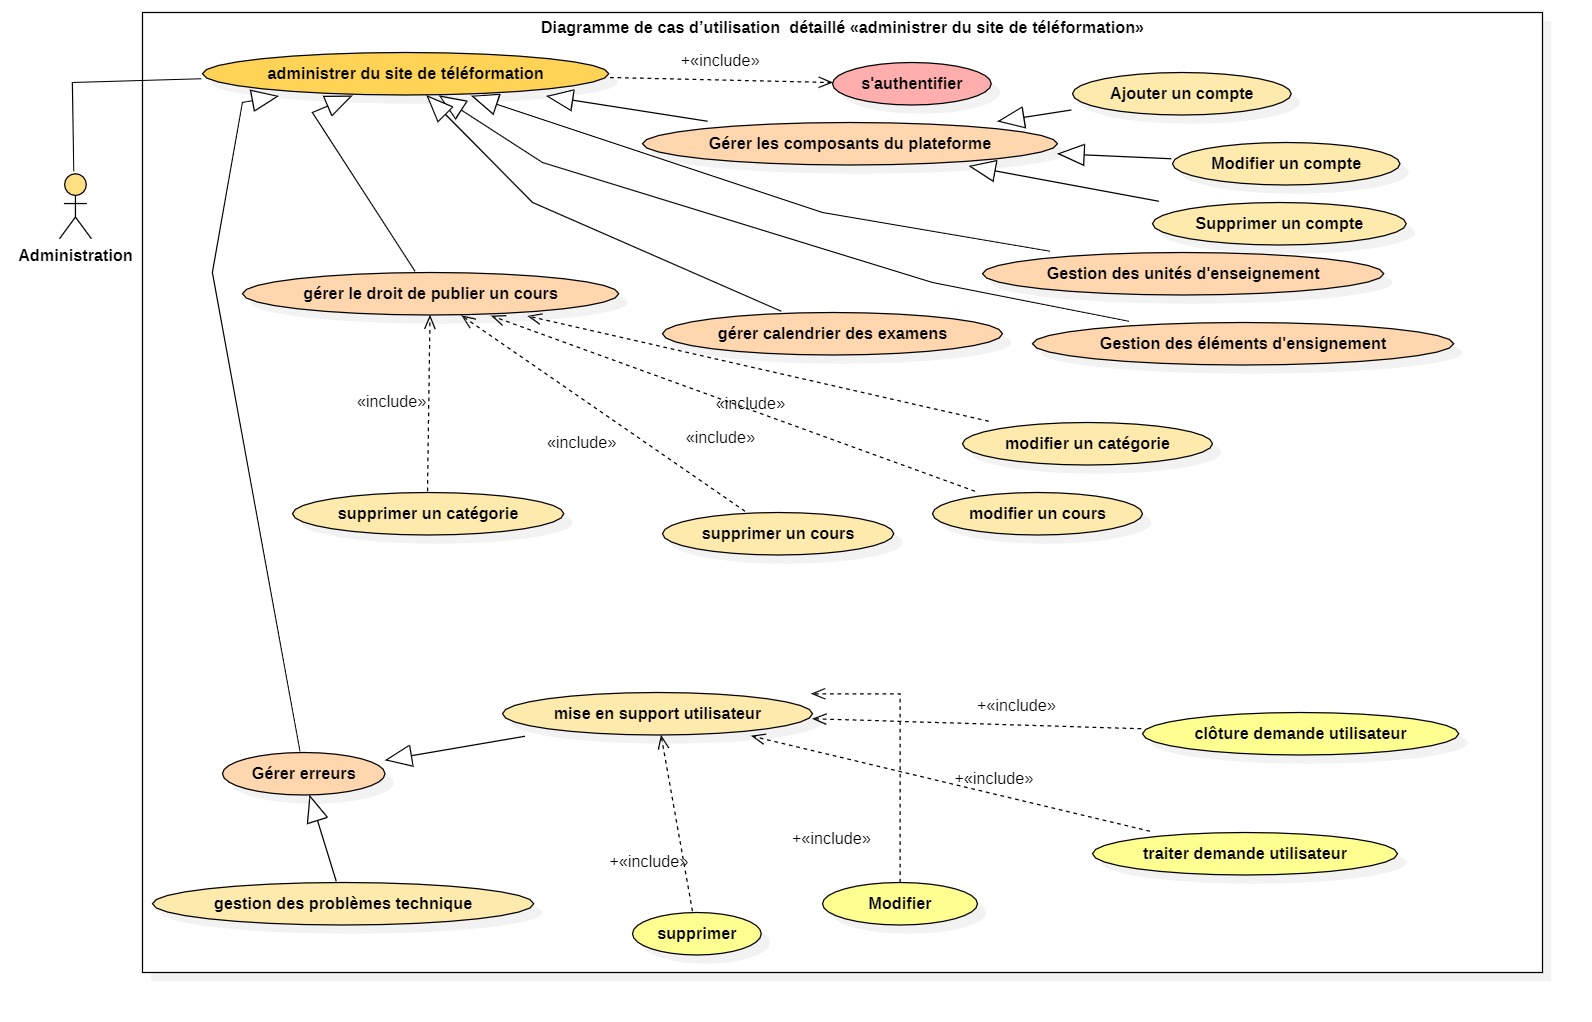 Diagramme de cas d’utilisation  détaillé «administrer du site de téléformation»
administrer du site de téléformation
+«include»
s'authentifier
Ajouter un compte
Gérer les composants du plateforme
Modifier un compte
Supprimer un compte
Administration
Gestion des unités d'enseignement
gérer le droit de publier un cours
gérer calendrier des examens
Gestion des éléments d'ensignement
«include»
«include»
«include»
«include»
modifier un catégorie
supprimer un catégorie
supprimer un cours
modifier un cours
mise en support utilisateur
+«include»
clôture demande utilisateur
Gérer erreurs
+«include»
+«include»
+«include»
traiter demande utilisateur
gestion des problèmes technique
Modifier
supprimer